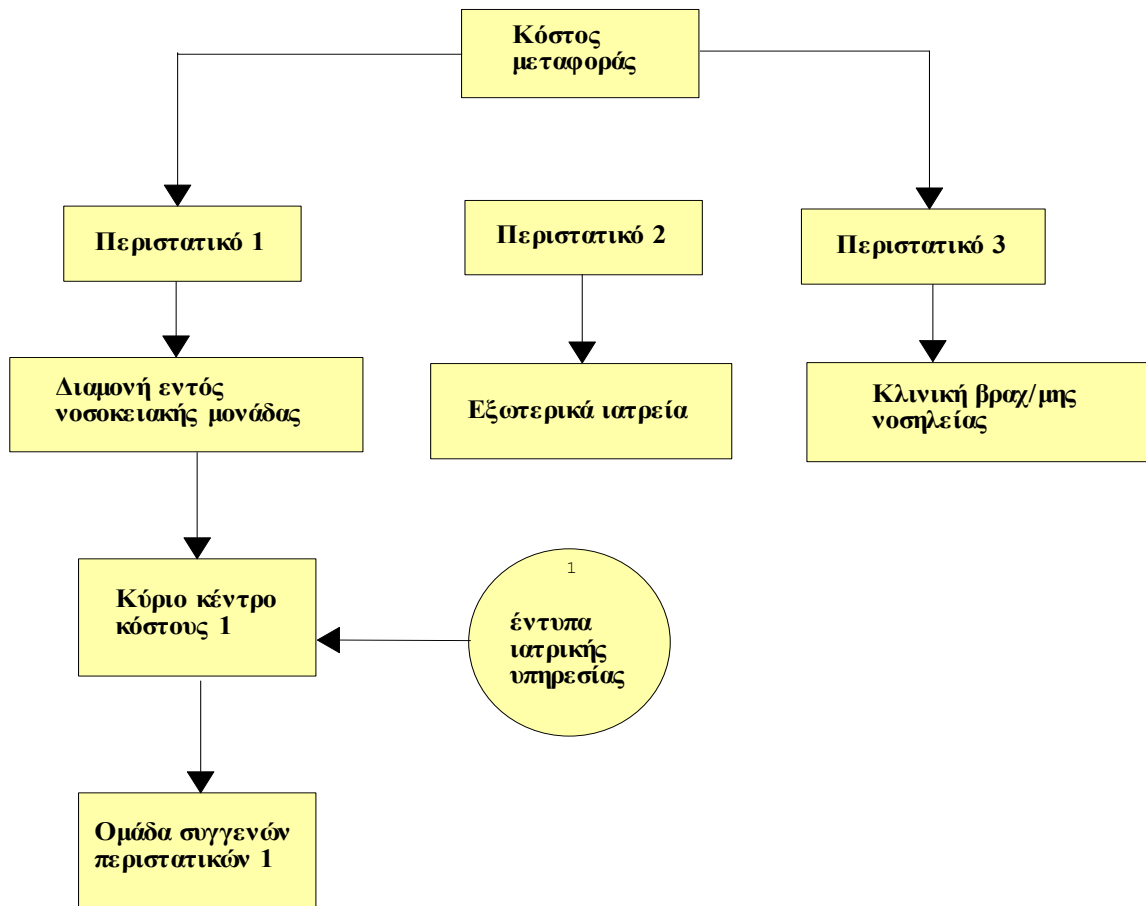 Κόστος
μεταφοράς
Περιστατικό 1
Περιστατικό 2
Περιστατικό 3
Διαμονή εντός
νοσοκειακής μονάδας
Εξωτερικά ιατρεία
Κλινική βραχ/μης
νοσηλείας
Κύριο κέντρο
κόστους 1
1
έντυπα
ιατρικής
υπηρεσίας
Ομάδα συγγενών
περιστατικών 1